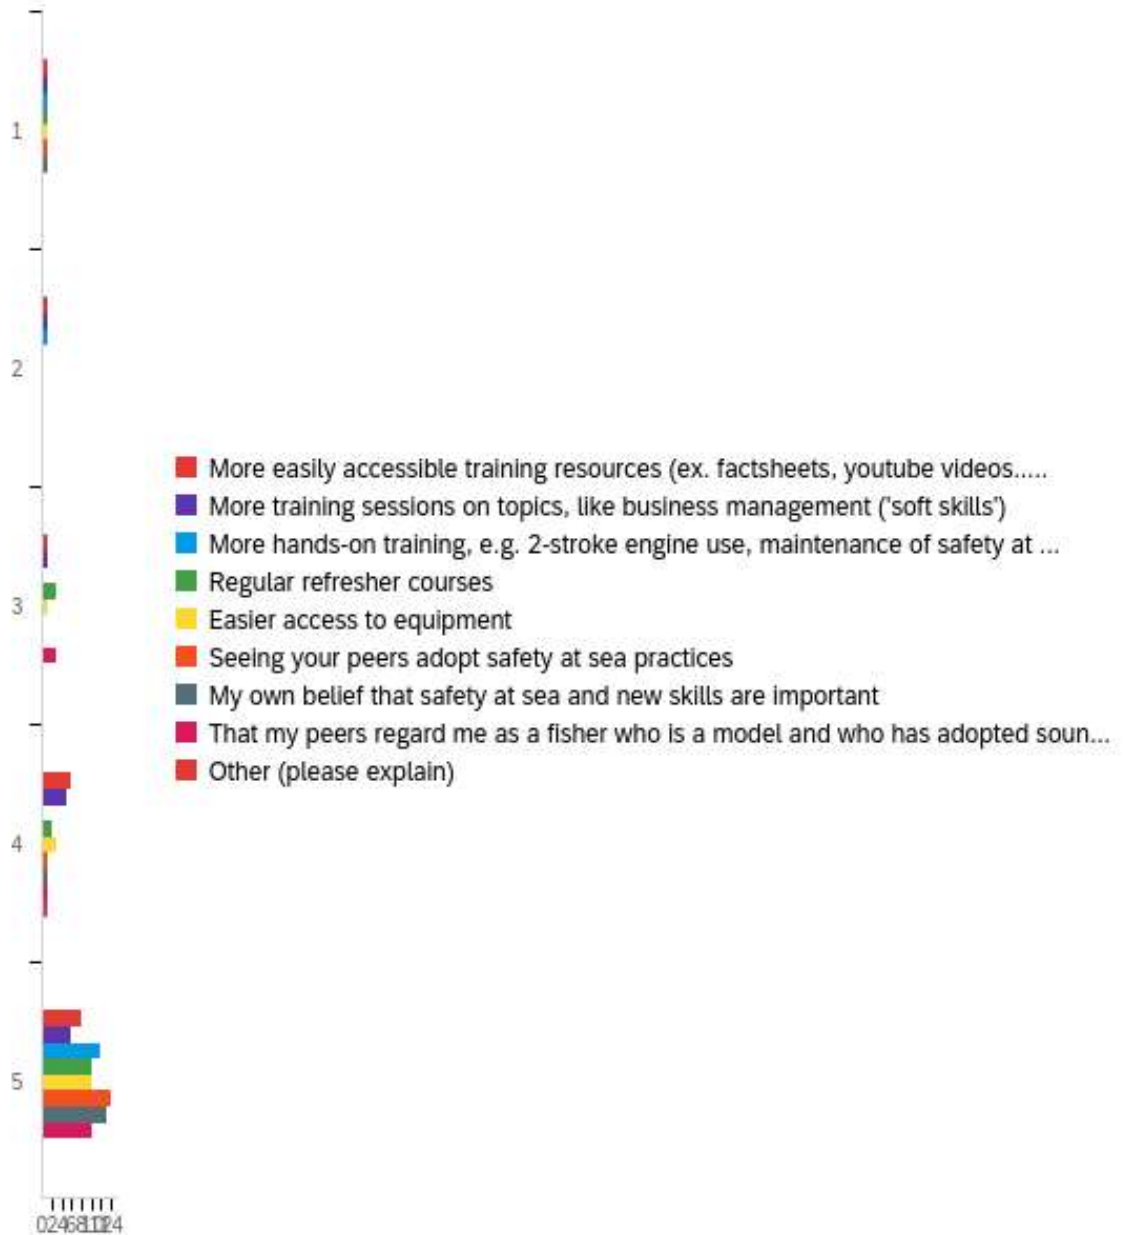 1
2
More easily accessible training resources (ex. factsheets, youtube videos.....
More training sessions on topics, like business management ('soft skills')
More hands-on training, e.g. 2-stroke engine use, maintenance of safety at ...
Regular refresher courses
3
Easier access to equipment
Seeing your peers adopt safety at sea practices
My own belief that safety at sea and new skills are important
That my peers regard me as a fisher who is a model and who has adopted soun...
Other (please explain)
4
5